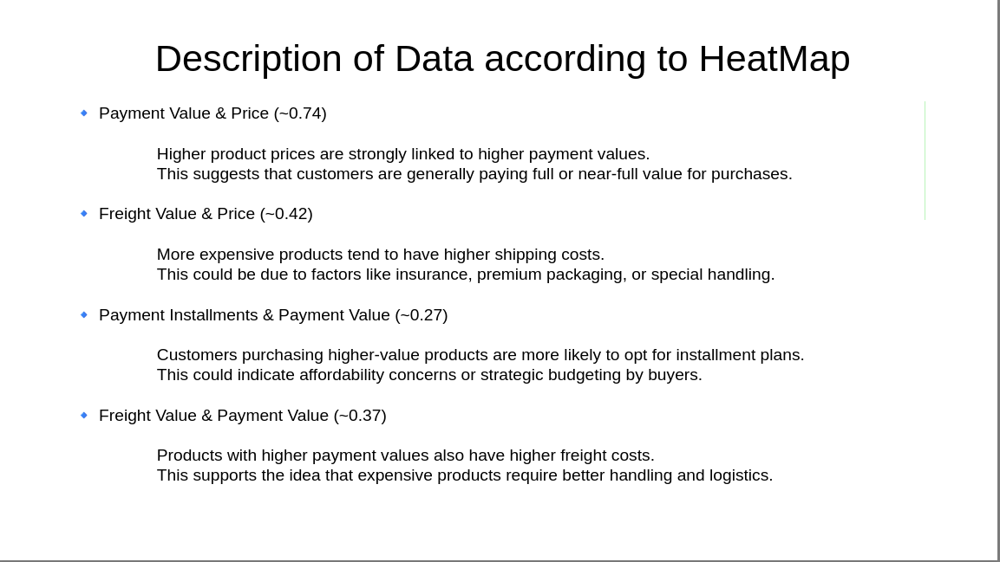 Description of Data according to HeatMap
🔹 Payment Value & Price (~0.74)
Higher product prices are strongly linked to higher payment values.
This suggests that customers are generally paying full or near-full value for purchases.
🔹 Freight Value & Price (~0.42)
More expensive products tend to have higher shipping costs.
This could be due to factors like insurance, premium packaging, or special handling.
🔹 Payment Installments & Payment Value (~0.27)
Customers purchasing higher-value products are more likely to opt for installment plans.
This could indicate affordability concerns or strategic budgeting by buyers.
🔹 Freight Value & Payment Value (~0.37)
Products with higher payment values also have higher freight costs.
This supports the idea that expensive products require better handling and logistics.